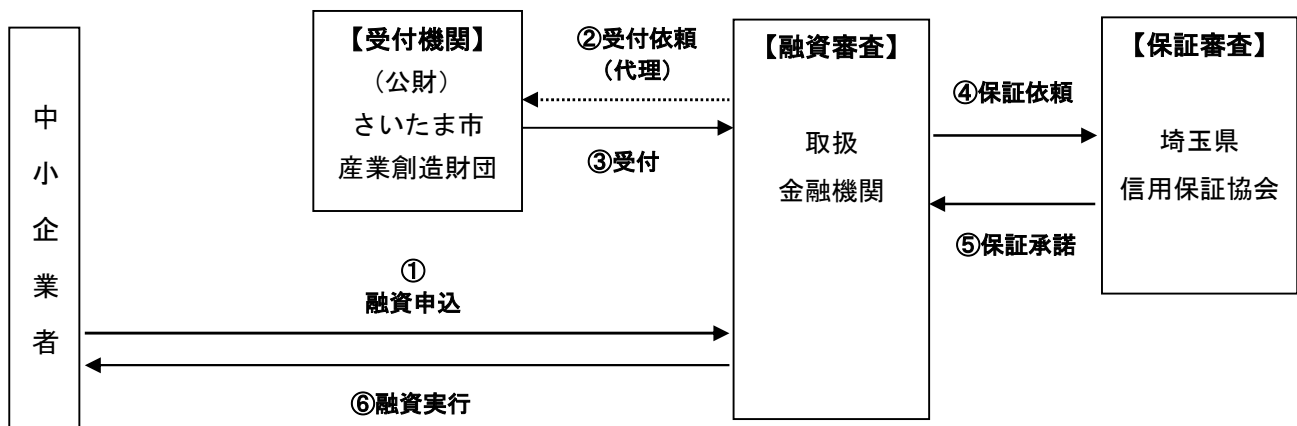 中小企業者
【受付機関】
（公財）
さいたま市
産業創造財団
②受付依頼
（代理）
③受付
【融資審査】
取扱
金融機関
④保証依頼
⑤保証承諾
【保証審査】
埼玉県
信用保証協会
①
融資申込
⑥融資実行